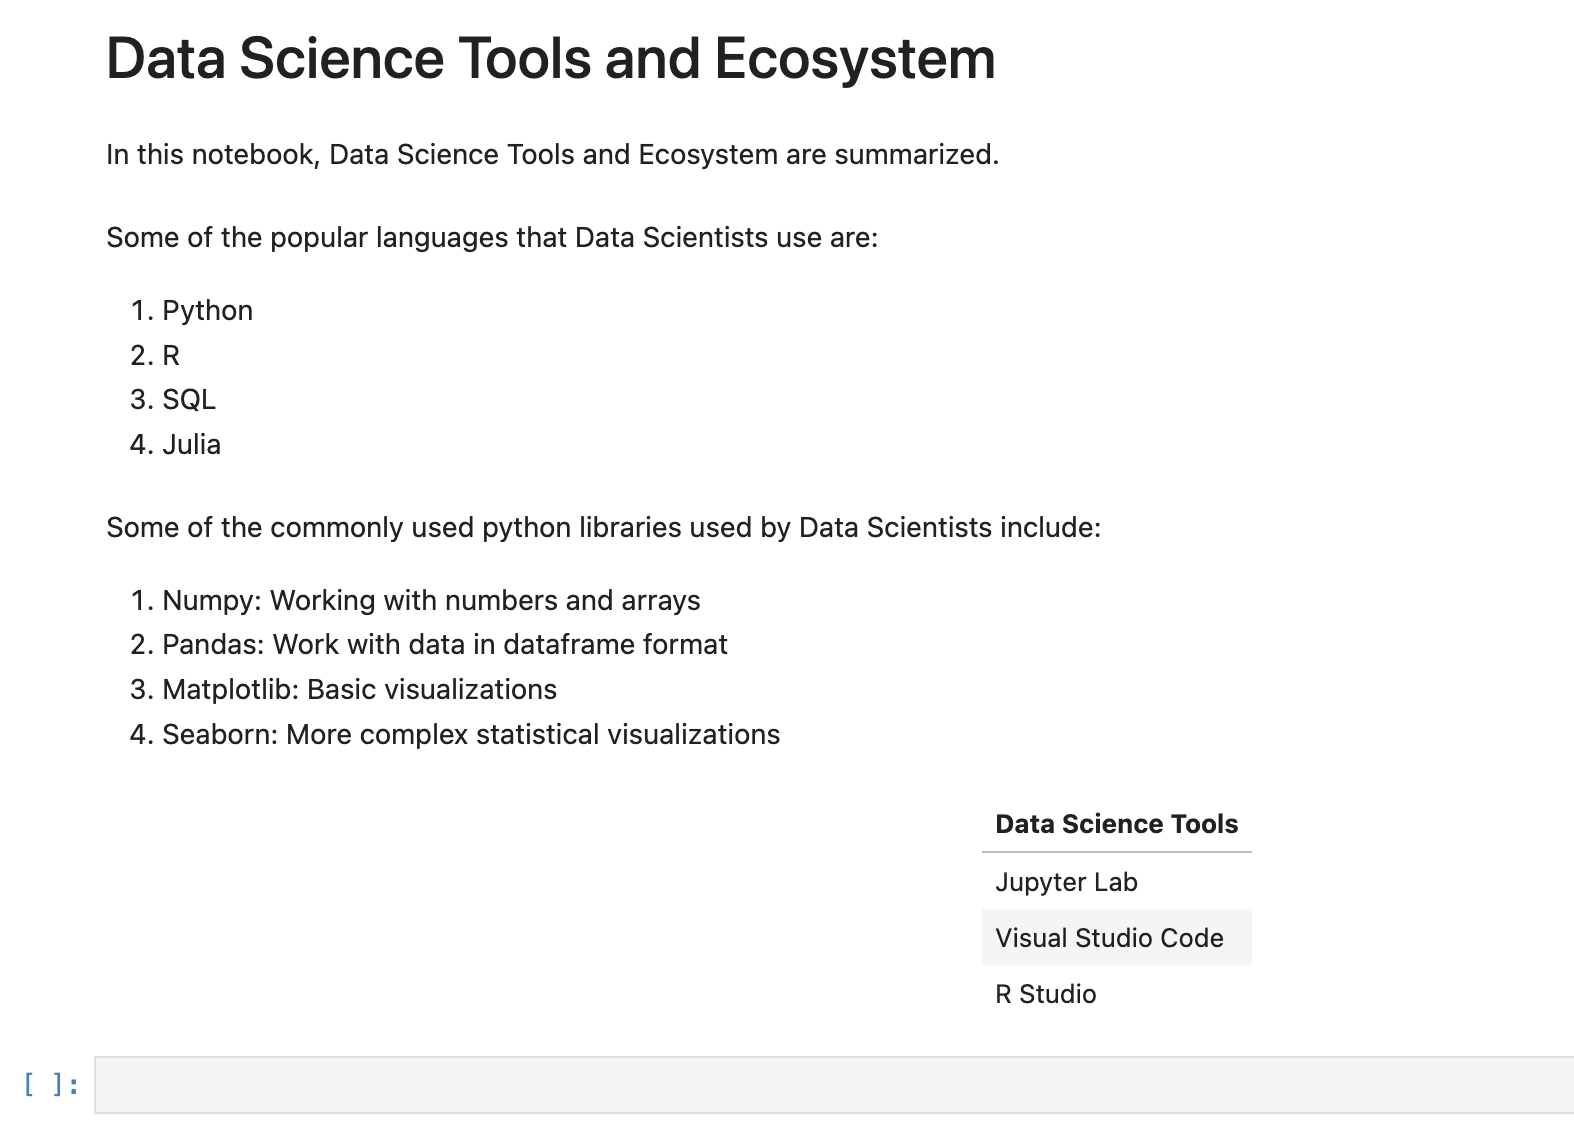 Data Science Tools and Ecosystem
In this notebook, Data Science Tools and Ecosystem are summarized.
Some of the popular languages that Data Scientists use are:
1. Python
2. R
3. SQL
4. Julia
Some of the commonly used python libraries used by Data Scientists include:
1. Numpy: Working with numbers and arrays
2. Pandas: Work with data in dataframe format
3. Matplotlib: Basic visualizations
4. Seaborn: More complex statistical visualizations
Data Science Tools
Jupyter Lab
Visual Studio Code
R Studio
[ ]: